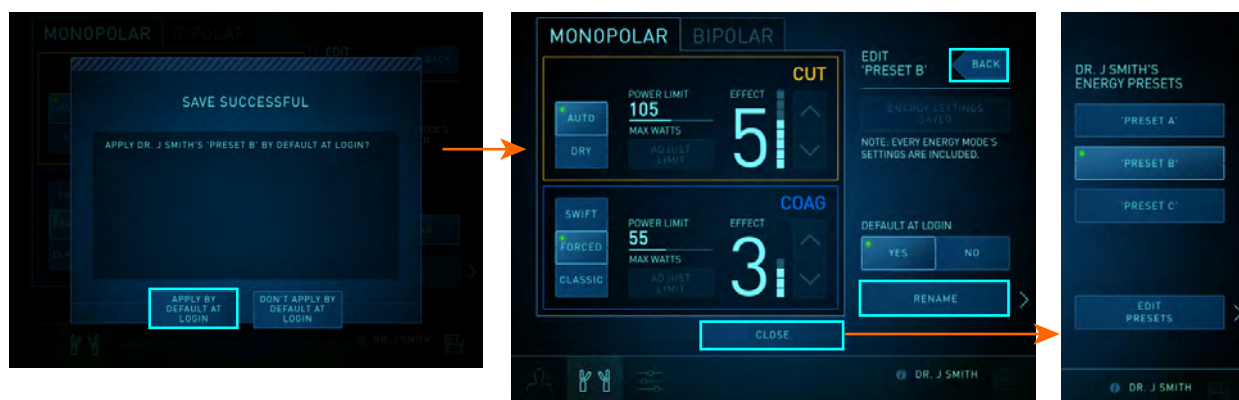 MONOPOLAR BIPOLAR
EDIT
BACK
SAVE SUCCESSFUL
APPLY DR. J SMITH'S 'PRESET B' BY DEFAULT AT LOGIN?
APPLY BY
DEFAULT AT
LOGIN
DON'T APPLY BY
DEFAULT AT
LOGIN
DR. J SMITH
MONOPOLAR BIPOLAR
CUT
AUTO
DRY
POWER LIMIT
105
MAX WATTS
ADJUST
LIMIT
EFFECT
5
COAG
SWIFT
FORCED
CLASSIC
POWER LIMIT
55
MAX WATTS
ADJUST
LIMIT
EFFECT
3
EDIT
'PRESET B'
BACK
ENERGY SETTINGS
SAVED
NOTE: EVERY ENERGY MODE'S
SETTINGS ARE INCLUDED.
DEFAULT AT LOGIN
YES NO
RENAME
CLOSE
DR. J SMITH
DR. J SMITH'S
ENERGY PRESETS
'PRESET A'
'PRESET B'
'PRESET C'
EDIT
PRESETS
DR. J SMITH